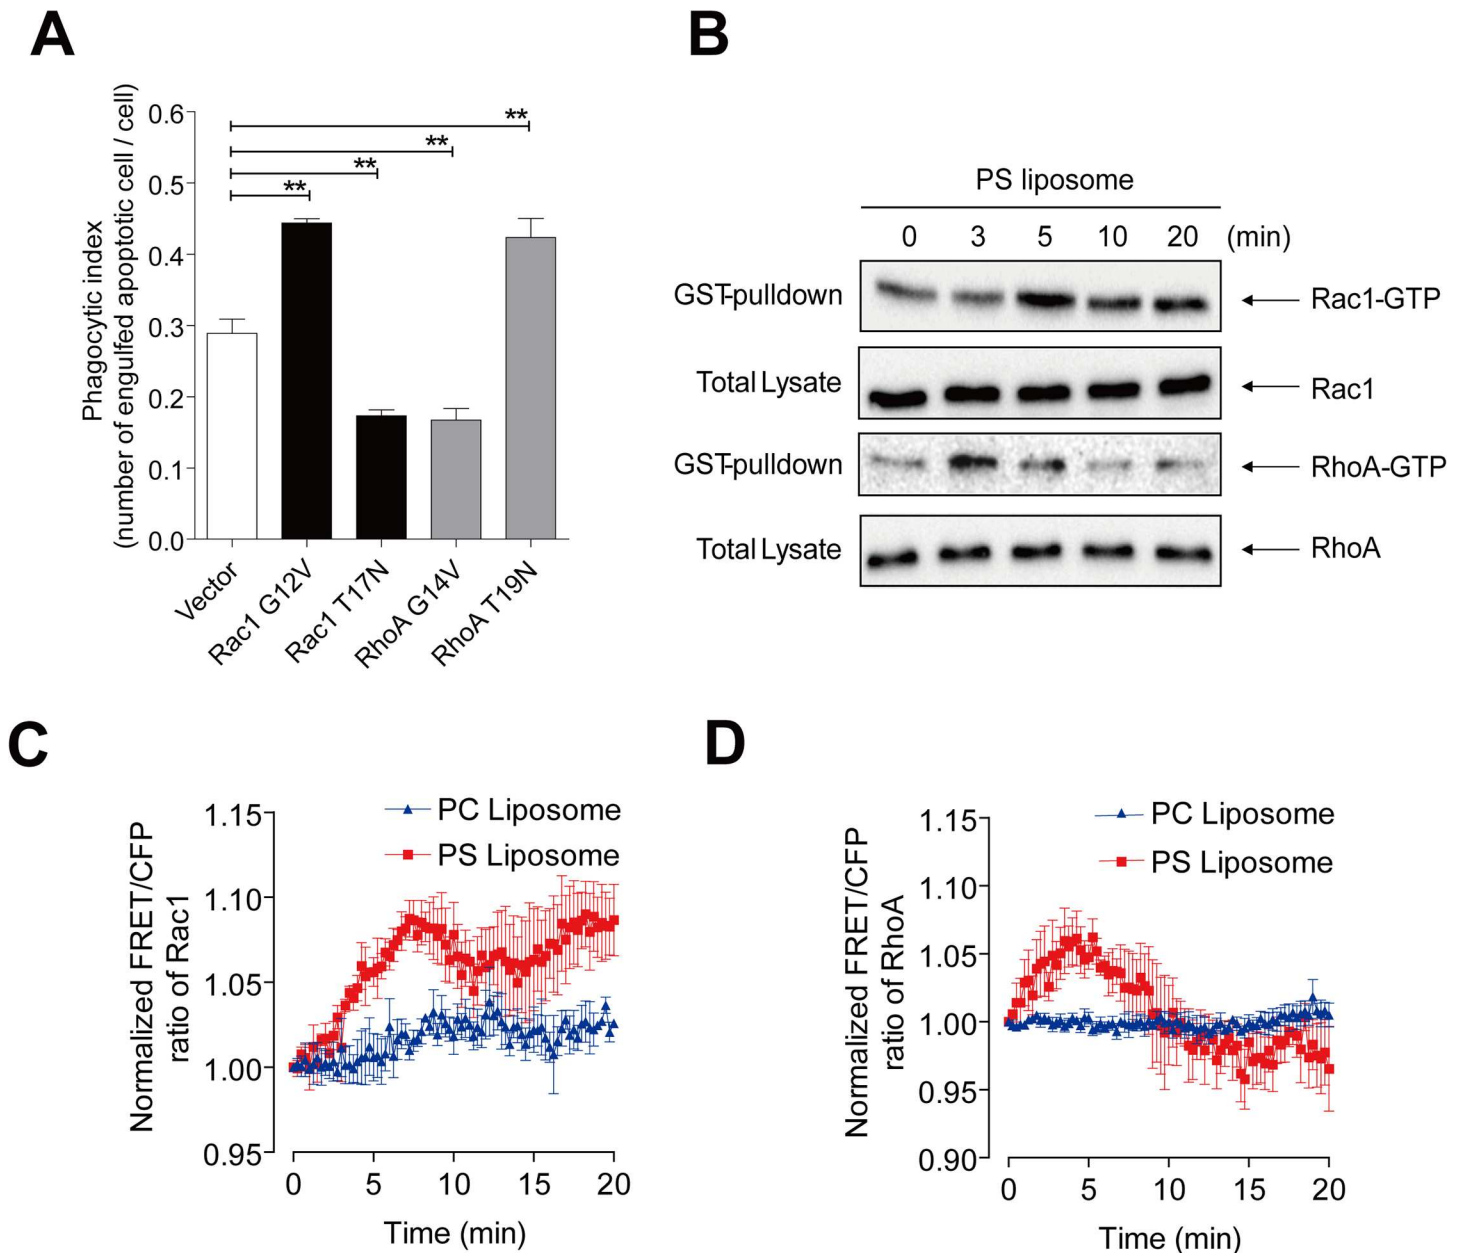 A
Phagocytic index
(number of engulfed apoptotic cell / cell)
0.6
0.5
0.4
0.3
0.2
0.1
0.0
**
**
**
**
Vector
Rac1 G12V
Rac1 T17N
RhoA G14V
RhoA T19N
B
PS liposome
0 3 5 10 20 (min)
GST-pulldown Rac1-GTP
Total Lysate Rac1
GST-pulldown RhoA-GTP
Total Lysate RhoA
C
Normalized FRET/CFP
ratio of Rac1
PC Liposome
PS Liposome
1.15
1.10
1.05
1.00
0.95
0 5 10 15 20
Time (min)
D
Normalized FRET/CFP
ratio of RhoA
PC Liposome
PS Liposome
1.15
1.10
1.05
1.00
0.95
0.90
0 5 10 15 20
Time (min)